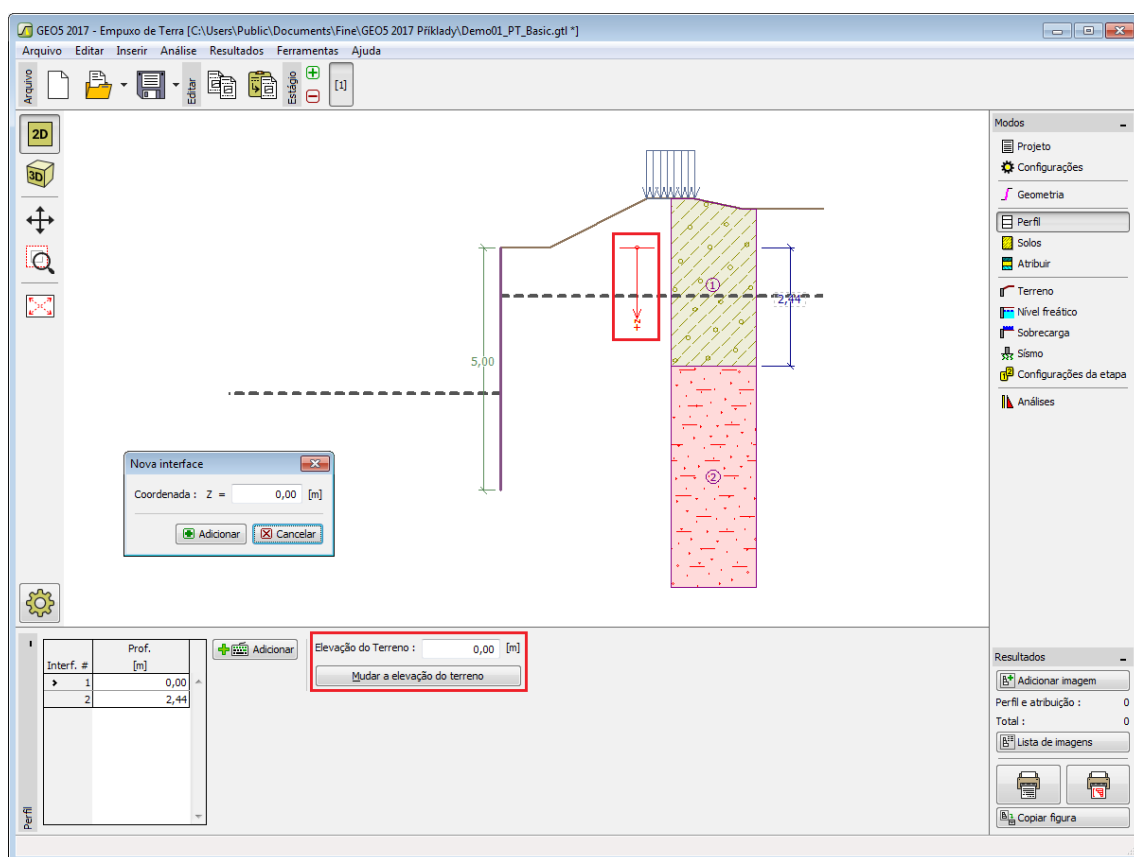 GEO5 2017 - Empuxo de Terra [C:\Users\Public\Documents\Fine\GEO5 2017 Příklady\Demo01_PT_Basic.gtl *]
Arquivo Editar Inserir Análise Resultados Ferramentas Ajuda
Arquivo
Editar
Estágio
[1]
2D
3D
+z
1
2,44
5,00
2
Nova interface
Coordenada : Z = 0,00 [m]
Adicionar
Cancelar
Modos
Projeto
Configurações
Geometria
Perfil
Solos
Atribuir
Terreno
Nível freático
Sobrecarga
Sísmo
Configurações da etapa
Análises
Perfil
Interf. #
Prof.
[m]
1 0,00
2 2,44
Adicionar
Elevação do Terreno : 0,00 [m]
Mudar a elevação do terreno
Resultados
Adicionar imagem
Perfil e atribuição : 0
Total : 0
Lista de imagens
Copiar figura